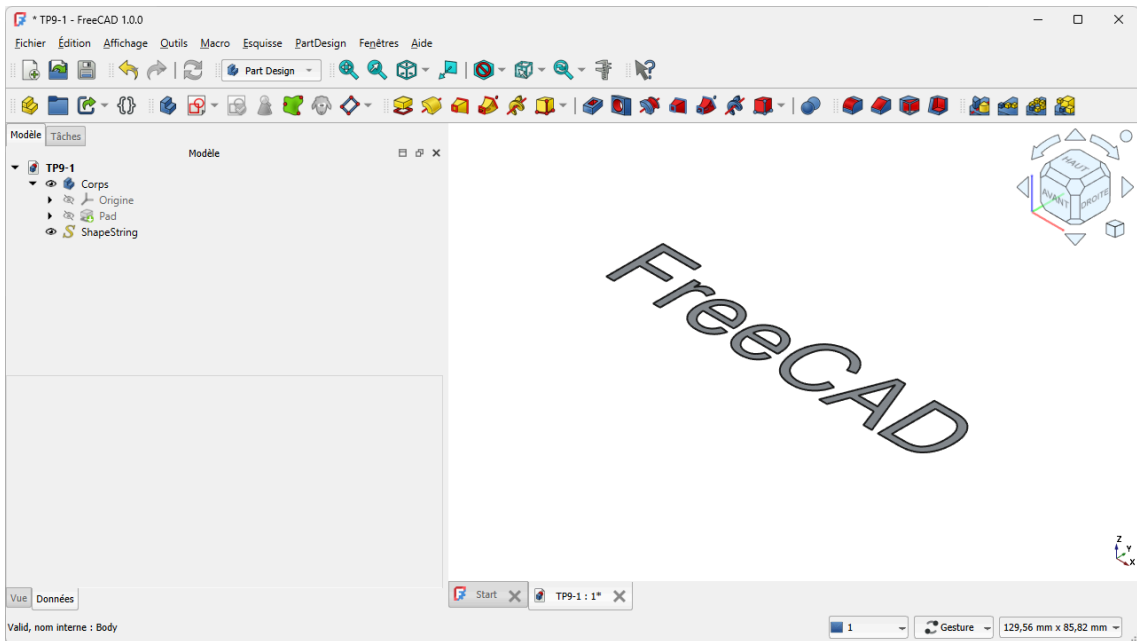 * TP9-1 - FreeCAD 1.0.0
Fichier Édition Affichage Outils Macro Esquisse PartDesign Fenêtres Aide
Part Design
Modèle Tâches
Modèle
TP9-1
Corps
Origine
Pad
ShapeString
HAUT
AVANT
DROITE
FreeCAD
Z
Y
X
Vue Données
Start
TP9-1 : 1*
Valid, nom interne : Body
1
Gesture
129,56 mm x 85,82 mm